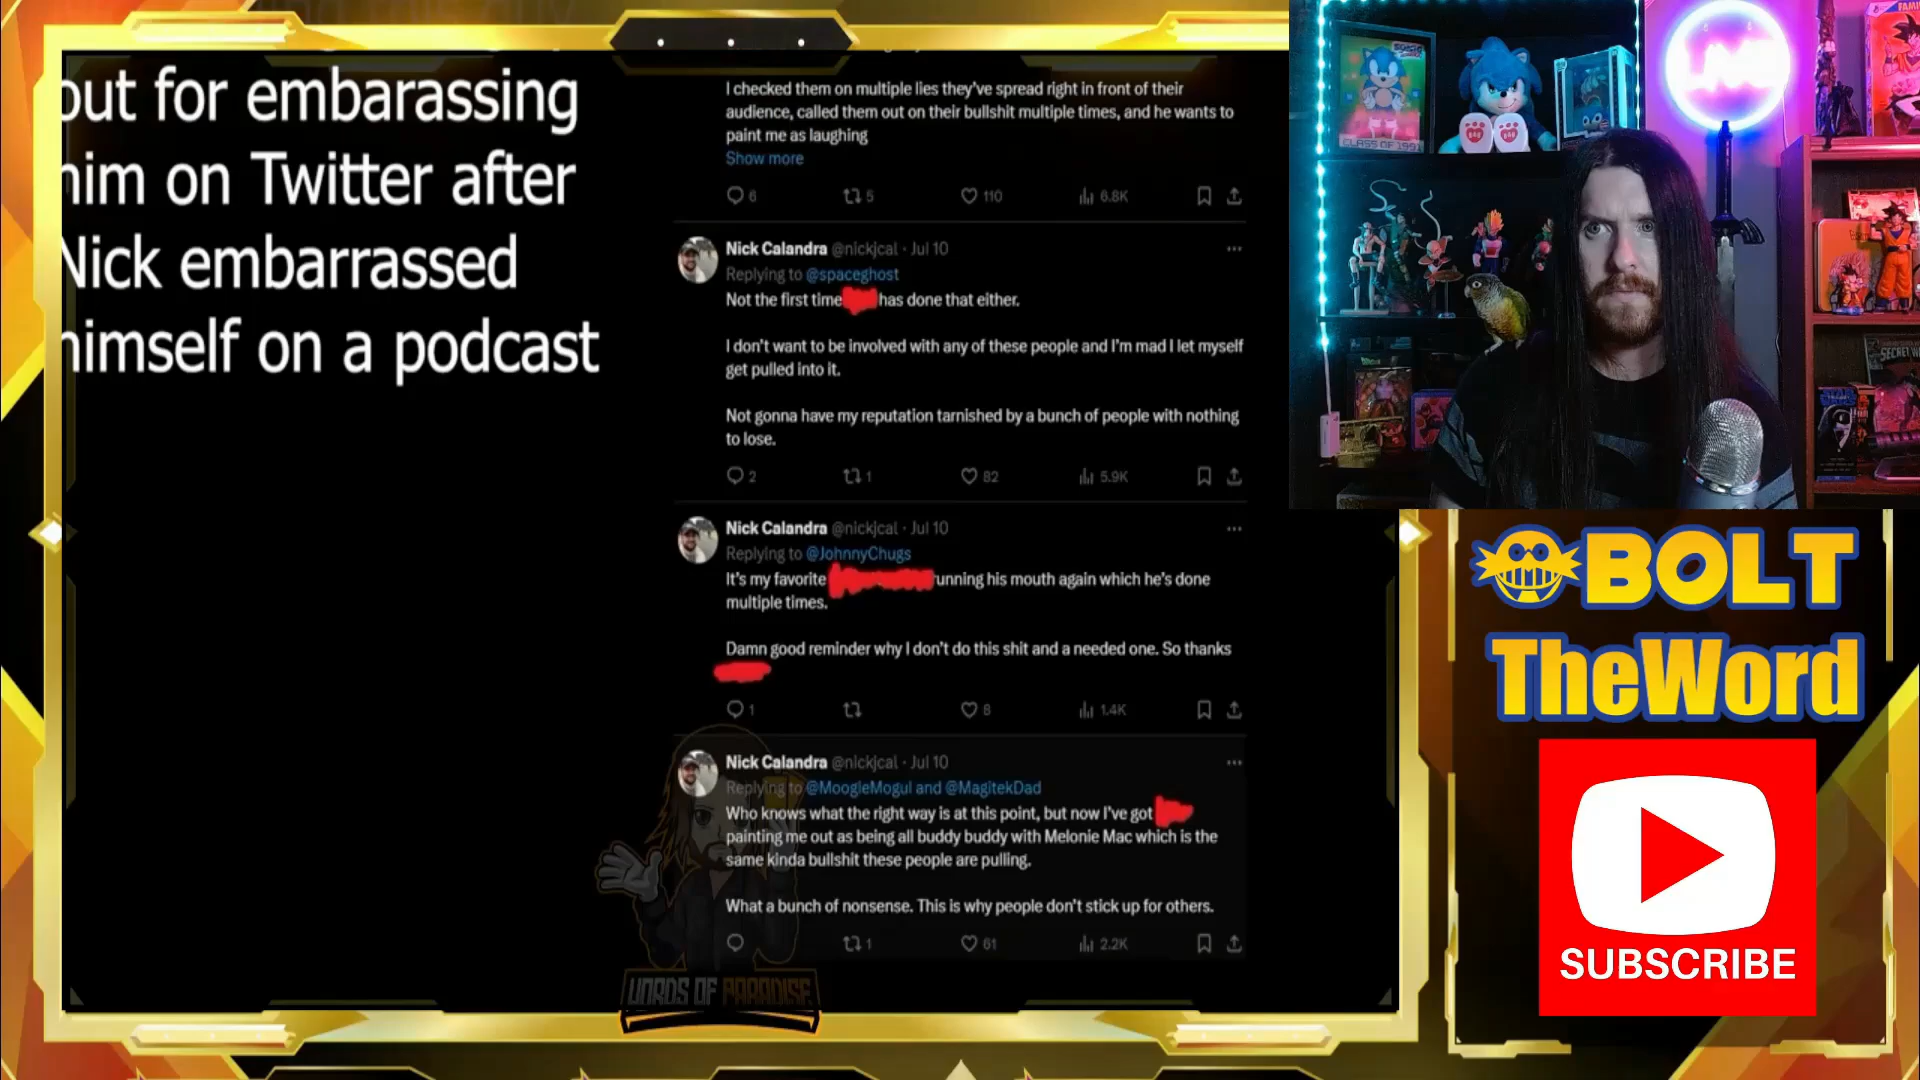 out for embarassing
him on Twitter after
Nick embarrassed
himself on a podcast
I checked them on multiple lies they've spread right in front of their
audience, called them out on their bullshit multiple times, and he wants to
paint me as laughing
Show more
6 5 110 6.8K
Nick Calandra @nickjcal · Jul 10
Replying to @spaceghost
Not the first time has done that either.
I don't want to be involved with any of these people and I'm mad I let myself
get pulled into it.
Not gonna have my reputation tarnished by a bunch of people with nothing
to lose.
2 1 82 5.9K
Nick Calandra @nickjcal · Jul 10
Replying to @JohnnyChugs
It's my favorite running his mouth again which he's done
multiple times.
Damn good reminder why I don't do this shit and a needed one. So thanks
1 8 1.4K
Nick Calandra @nickjcal · Jul 10
Replying to @MoogleMogul and @MagitekDad
Who knows what the right way is at this point, but now I've got
painting me out as being all buddy buddy with Melonie Mac which is the
same kinda bullshit these people are pulling.
What a bunch of nonsense. This is why people don't stick up for others.
1 61 2.2K
WORDS OF PARADISE
CLASS OF 1991
LIVE
BOLT
TheWord
SUBSCRIBE